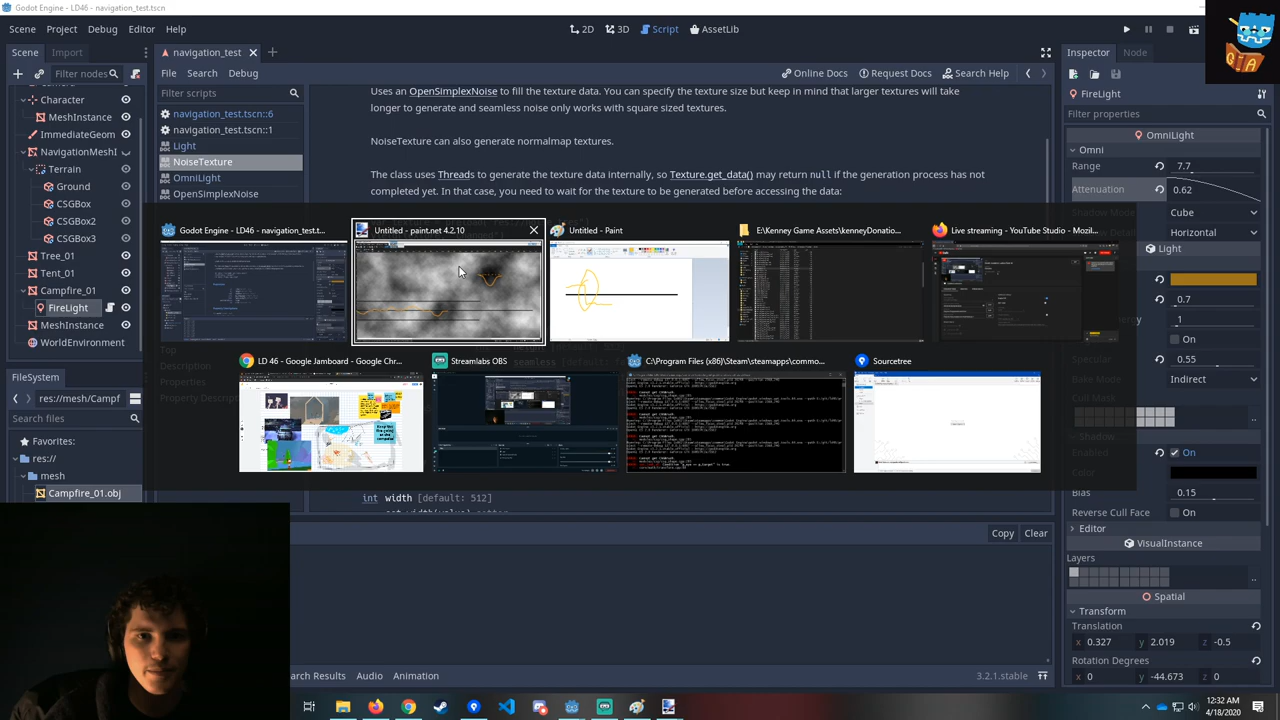 Godot Engine - LD46 - navigation_test.tscn
Scene Project Debug Editor Help
2D 3D Script AssetLib
Scene Import
navigation_test
Inspector Node
Filter nodes
File Search Debug
Online Docs Request Docs Search Help
Filter scripts
FireLight
Filter properties
Character
MeshInstance
ImmediateGeom
NavigationMeshI
Terrain
Ground
CSGBox
CSGBox2
CSGBox3
Tent_01
Campfire_01
FireLight
MeshInstance
WorldEnvironment
navigation_test.tscn::6
navigation_test.tscn::1
Light
NoiseTexture
OmniLight
OpenSimplexNoise
Uses an OpenSimplexNoise to fill the texture data. You can specify the texture size but keep in mind that larger textures will take
longer to generate and seamless noise only works with square sized textures.
NoiseTexture can also generate normalmap textures.
The class uses Threads to generate the texture data internally, so Texture.get_data() may return null if the generation process has not
completed yet. In that case, you need to wait for the texture to be generated before accessing the data:
OmniLight
Omni
Range 7.7
Attenuation 0.62
Shadow Mode Cube
Horizontal
Light
Godot Engine - LD46 - navigation_test.t...
Untitled - paint.net 4.2.10
Untitled - Paint
E:\Kenney Game Assets\kenneyDonatio...
Live streaming - YouTube Studio - Mozil...
LD 46 - Google Jamboard - Google Chr...
Streamlabs OBS
C:\Program Files (x86)\Steam\steamapps\commo...
Sourcetree
0.7
On
0.55
Indirect
On
Top
Description
Properties
int width [default: 512]
Bias 0.15
Reverse Cull Face On
Editor
VisualInstance
Layers
Spatial
Transform
Translation
x 0.327 y 2.019 z -0.5
Rotation Degrees
x 0 y -44.673 z 0
FileSystem
res://mesh/Campf
Search files
Favorites:
res://
mesh
Campfire_01.obj
Copy Clear
arch Results Audio Animation
3.2.1.stable
12:32 AM
4/18/2020